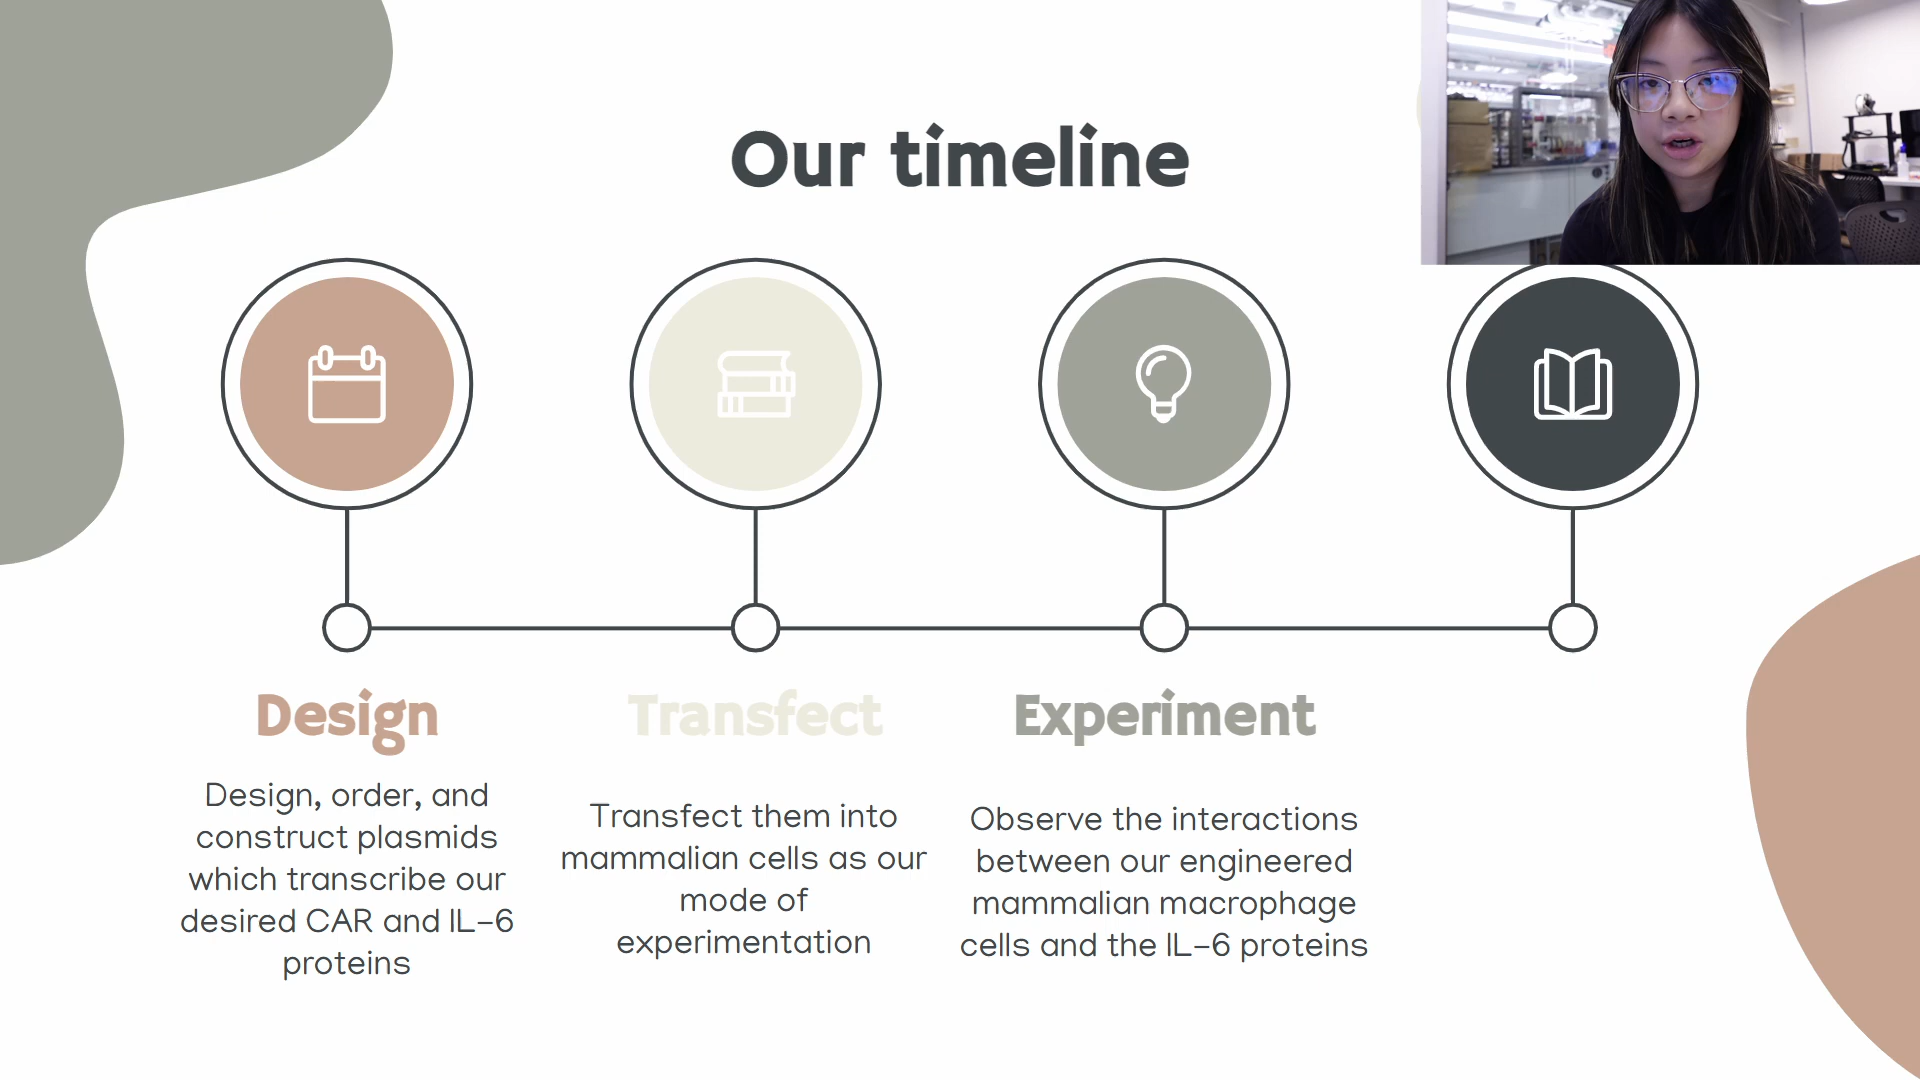 Our timeline
Design
Design, order, and
construct plasmids
which transcribe our
desired CAR and IL-6
proteins
Transfect
Transfect them into
mammalian cells as our
mode of
experimentation
Experiment
Observe the interactions
between our engineered
mammalian macrophage
cells and the IL-6 proteins